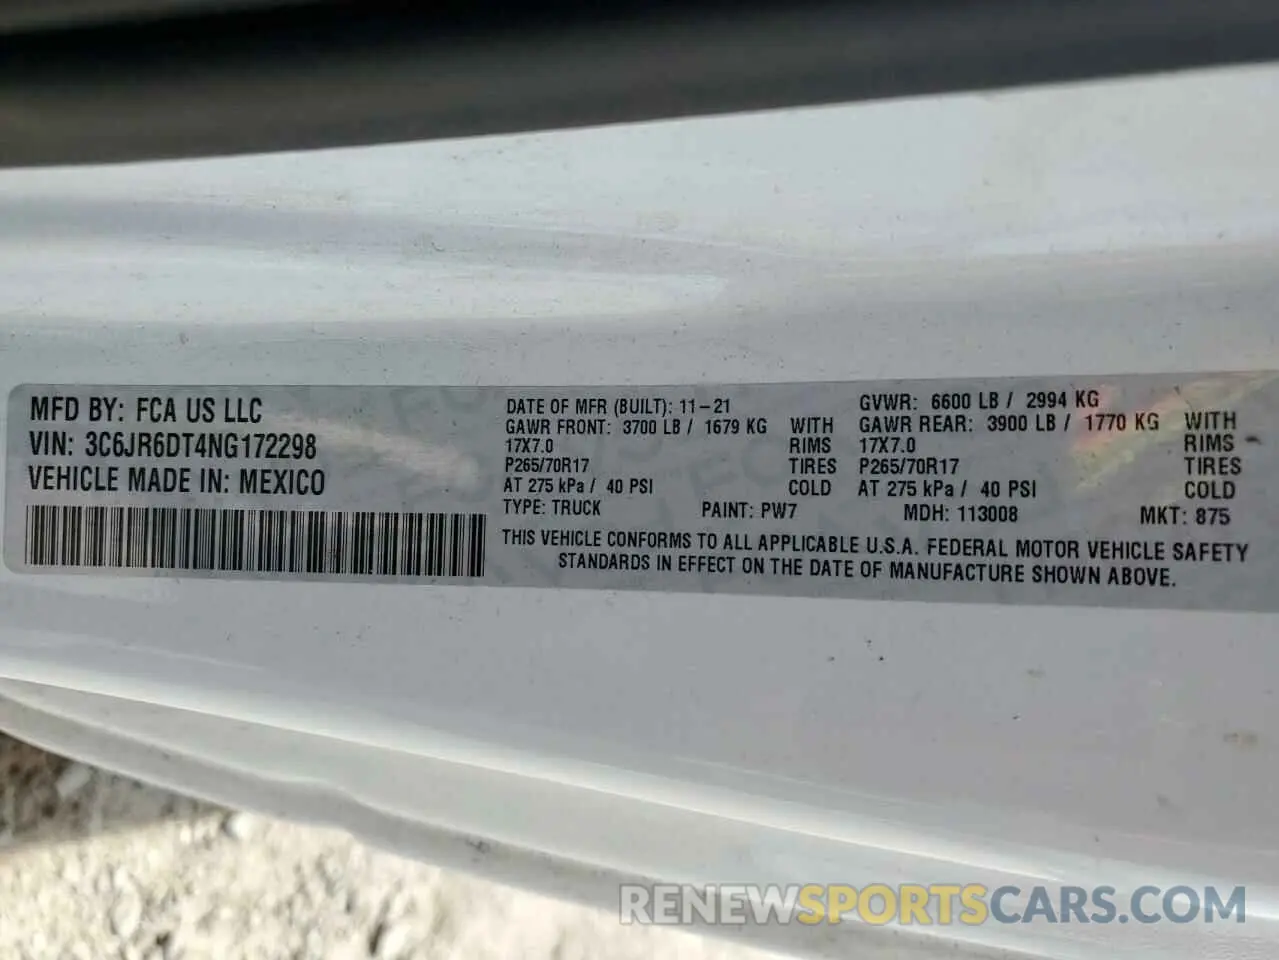 MFD BY: FCA US LLC
VIN: 3C6JR6DT4NG172298
VEHICLE MADE IN: MEXICO
DATE OF MFR (BUILT): 11-21
GAWR FRONT: 3700 LB / 1679 KG WITH
17X7.0 RIMS
P265/70R17 TIRES
AT 275 kPa / 40 PSI COLD
GVWR: 6600 LB / 2994 KG
GAWR REAR: 3900 LB / 1770 KG WITH
17X7.0 RIMS
P265/70R17 TIRES
AT 275 kPa / 40 PSI COLD
TYPE: TRUCK PAINT: PW7 MDH: 113008 MKT: 875
THIS VEHICLE CONFORMS TO ALL APPLICABLE U.S.A. FEDERAL MOTOR VEHICLE SAFETY
STANDARDS IN EFFECT ON THE DATE OF MANUFACTURE SHOWN ABOVE.
RENEWSPORTSCARS.COM